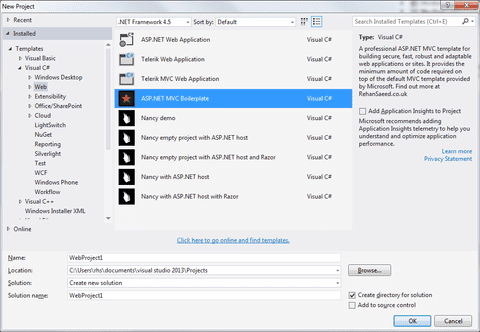 New Project
Recent
Installed
Templates
Visual Basic
Visual C#
Windows Desktop
Web
Extensibility
Office/SharePoint
Cloud
LightSwitch
NuGet
Reporting
Silverlight
Test
WCF
Windows Phone
Workflow
Visual C++
Windows Installer XML
Online
.NET Framework 4.5 Sort by: Default
Search Installed Templates (Ctrl+E)
ASP.NET Web Application Visual C#
Telerik Web Application Visual C#
Telerik MVC Web Application Visual C#
ASP.NET MVC Boilerplate Visual C#
Nancy demo Visual C#
Nancy empty project with ASP.NET host Visual C#
Nancy empty project with ASP.NET host and Razor Visual C#
Nancy with ASP.NET host Visual C#
Nancy with ASP.NET host with Razor Visual C#
Click here to go online and find templates.
Type: Visual C#
A professional ASP.NET MVC template for
building secure, fast, robust and adaptable
web applications or sites. It provides the
minimum amount of code required on
top of the default MVC template provided
by Microsoft. Find out more at
RehanSaeed.co.uk
Add Application Insights to Project
Microsoft recommends adding
Application Insights telemetry to help you
understand and optimize application
performance.
Learn more
Privacy Statement
Name: WebProject1
Location: C:\Users\rhs\documents\visual studio 2013\Projects
Browse...
Solution: Create new solution
Solution name: WebProject1
Create directory for solution
Add to source control
OK Cancel